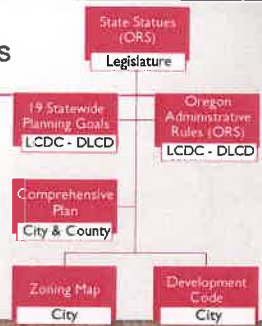 State Statues
(ORS)
Legislature
s
19 Statewide
Planning Goals
LCDC - DLCD
Oregon
Administrative
Rules (ORS)
LCDC - DLCD
Comprehensive
Plan
City & County
Zoning Map
City
Development
Code
City